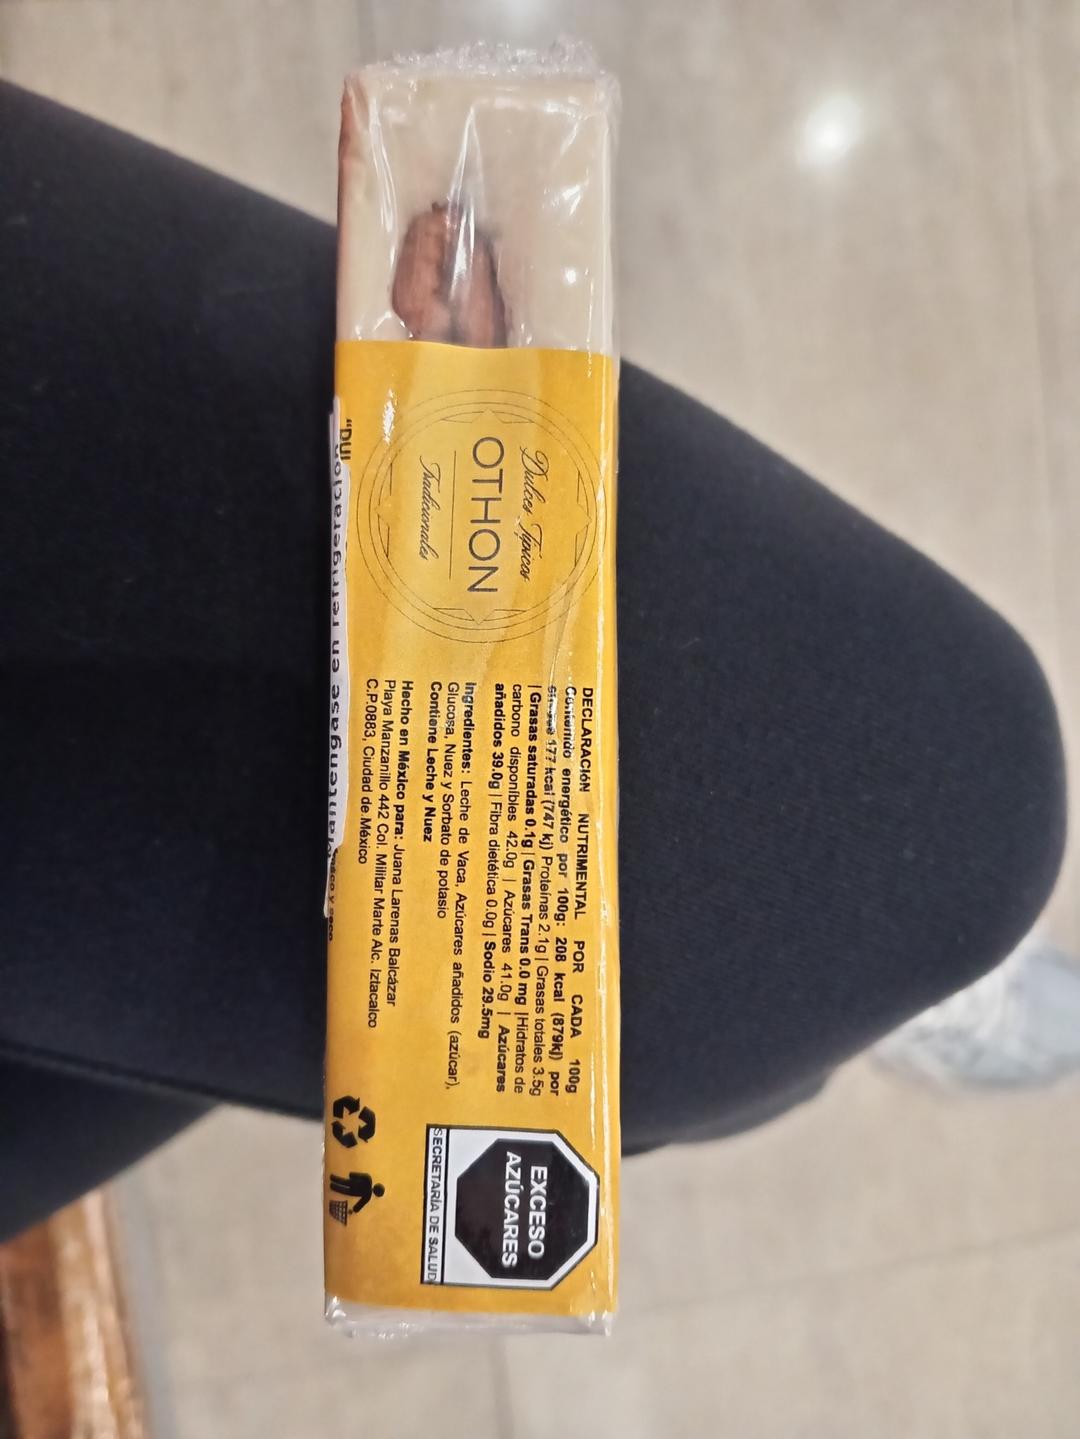 Dulces Típicos
OTHON
Tradicionales
DECLARACIÓN NUTRIMENTAL POR CADA 100g
Contenido energético por 100g: 208 kcal (879kj) por
177 kcal (747 kj) Proteínas 2.1g | Grasas totales 3.5g
| Grasas saturadas 0.1g | Grasas Trans 0.0 mg |Hidratos de
carbono disponibles 42.0g | Azúcares 41.0g | Azúcares
añadidos 39.0g | Fibra dietética 0.0g | Sodio 29.5mg
Ingredientes: Leche de Vaca, Azúcares añadidos (azúcar),
Glucosa, Nuez y Sorbato de potasio
Contiene Leche y Nuez
Hecho en México para: Juana Larenas Balcázar
Playa Manzanillo 442 Col. Militar Marte Alc. Iztacalco
C.P.0883, Ciudad de México
EXCESO
AZÚCARES
SECRETARÍA DE SALUD
"DUL
Manténgase en refrigeración
y seco